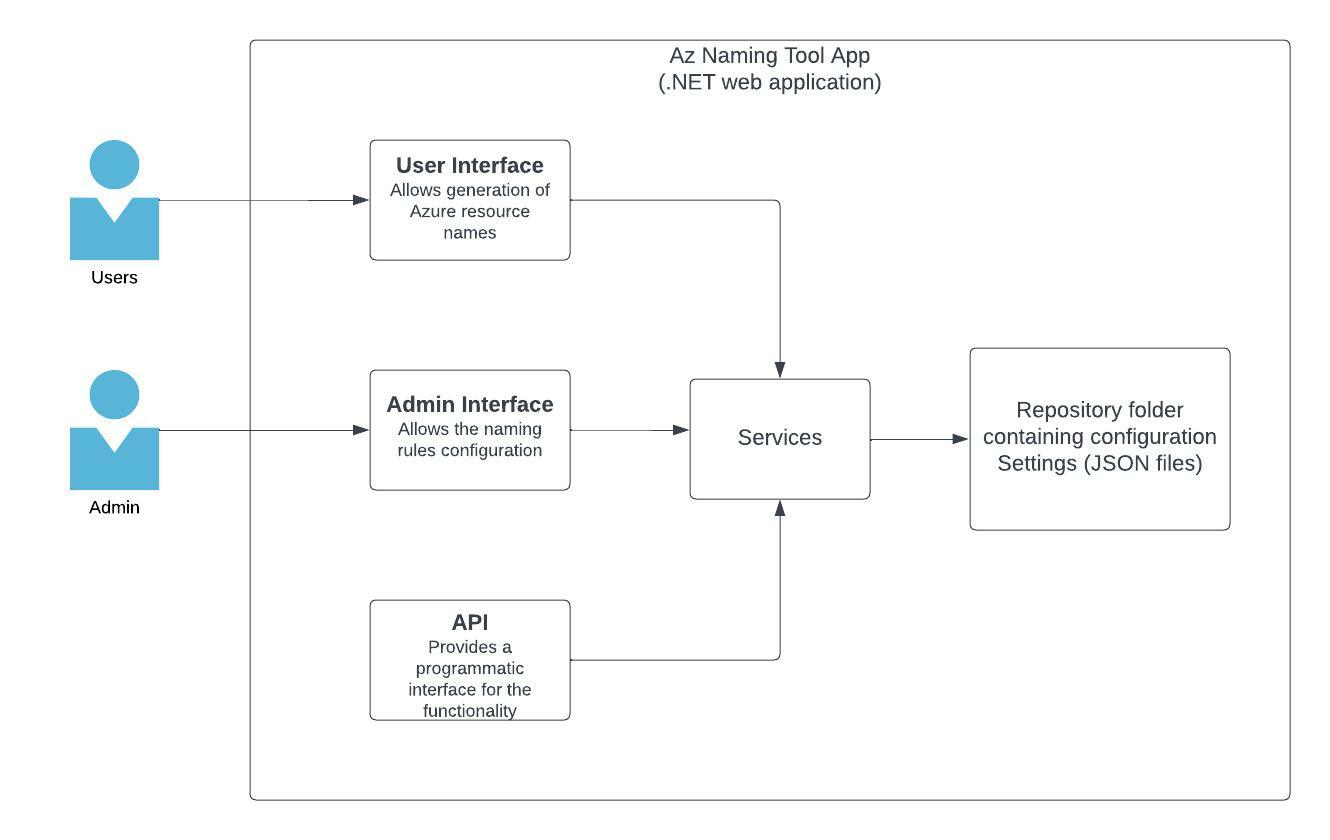 Az Naming Tool App
(.NET web application)
User Interface
Allows generation of
Azure resource
names
Users
Admin Interface
Allows the naming
rules configuration
Admin
Services
Repository folder
containing configuration
Settings (JSON files)
API
Provides a
programmatic
interface for the
functionality